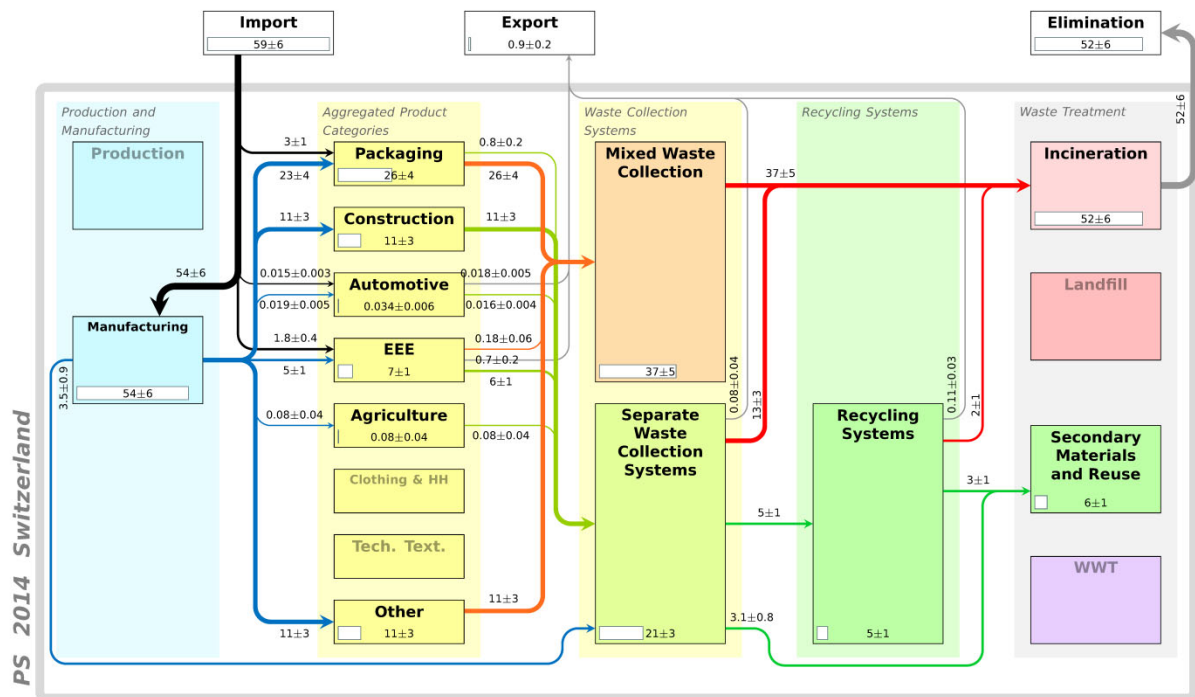 Import
59±6
Export
0.9±0.2
Elimination
52±6
52±6
Production and
Manufacturing
Aggregated Product
Categories
Waste Collection
Systems
Recycling Systems
Waste Treatment
Production
3±1
Packaging
26±4
0.8±0.2
23±4
26±4
Mixed Waste
Collection
37±5
37±5
Incineration
52±6
11±3
Construction
11±3
11±3
54±6
0.015±0.003
Automotive
0.034±0.006
0.018±0.005
0.019±0.005
0.016±0.004
Landfill
Manufacturing
54±6
3.5±0.9
1.8±0.4
EEE
7±1
0.18±0.06
0.7±0.2
5±1
6±1
0.08±0.04
13±3
0.11±0.03
2±1
0.08±0.04
Agriculture
0.08±0.04
0.08±0.04
Separate
Waste
Collection
Systems
21±3
Recycling
Systems
5±1
Secondary
Materials
and Reuse
6±1
3±1
5±1
Clothing & HH
Tech. Text.
WWT
Other
11±3
11±3
11±3
3.1±0.8
PS 2014 Switzerland